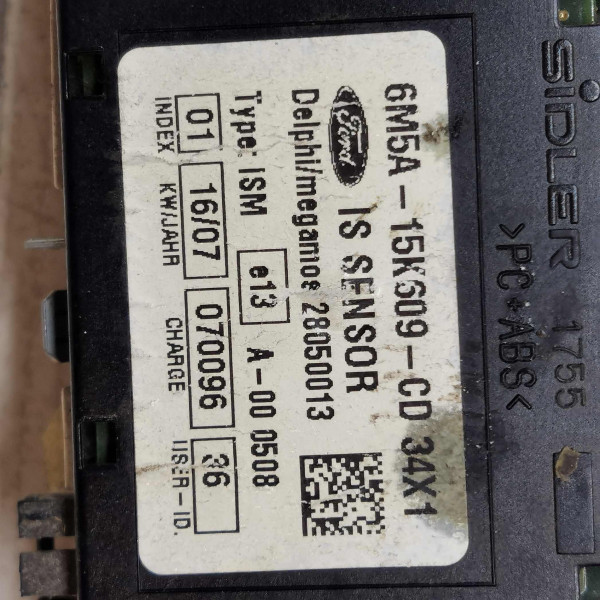 SIDLER 1755
>PC+ABS<
6M5A-15K609-CD 34X1
Ford IS SENSOR
Delphi/megamos 28050013
Type: ISM e13 A-00 0508
01 16/07 070096 36
INDEX KW/JAHR CHARGE USER-ID.